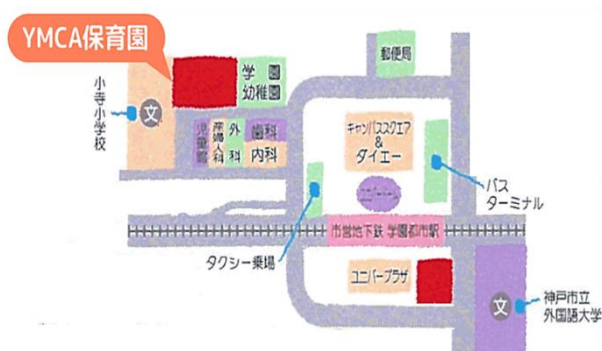 YMCA保育園
小寺小学校
文
学園
幼稚園
児童館
産婦人科
外科
歯科
内科
郵便局
キャンパススクエア
&
ダイエー
バス
ターミナル
市営地下鉄 学園都市駅
タクシー乗場
ユニバープラザ
文
神戸市立
外国語大学